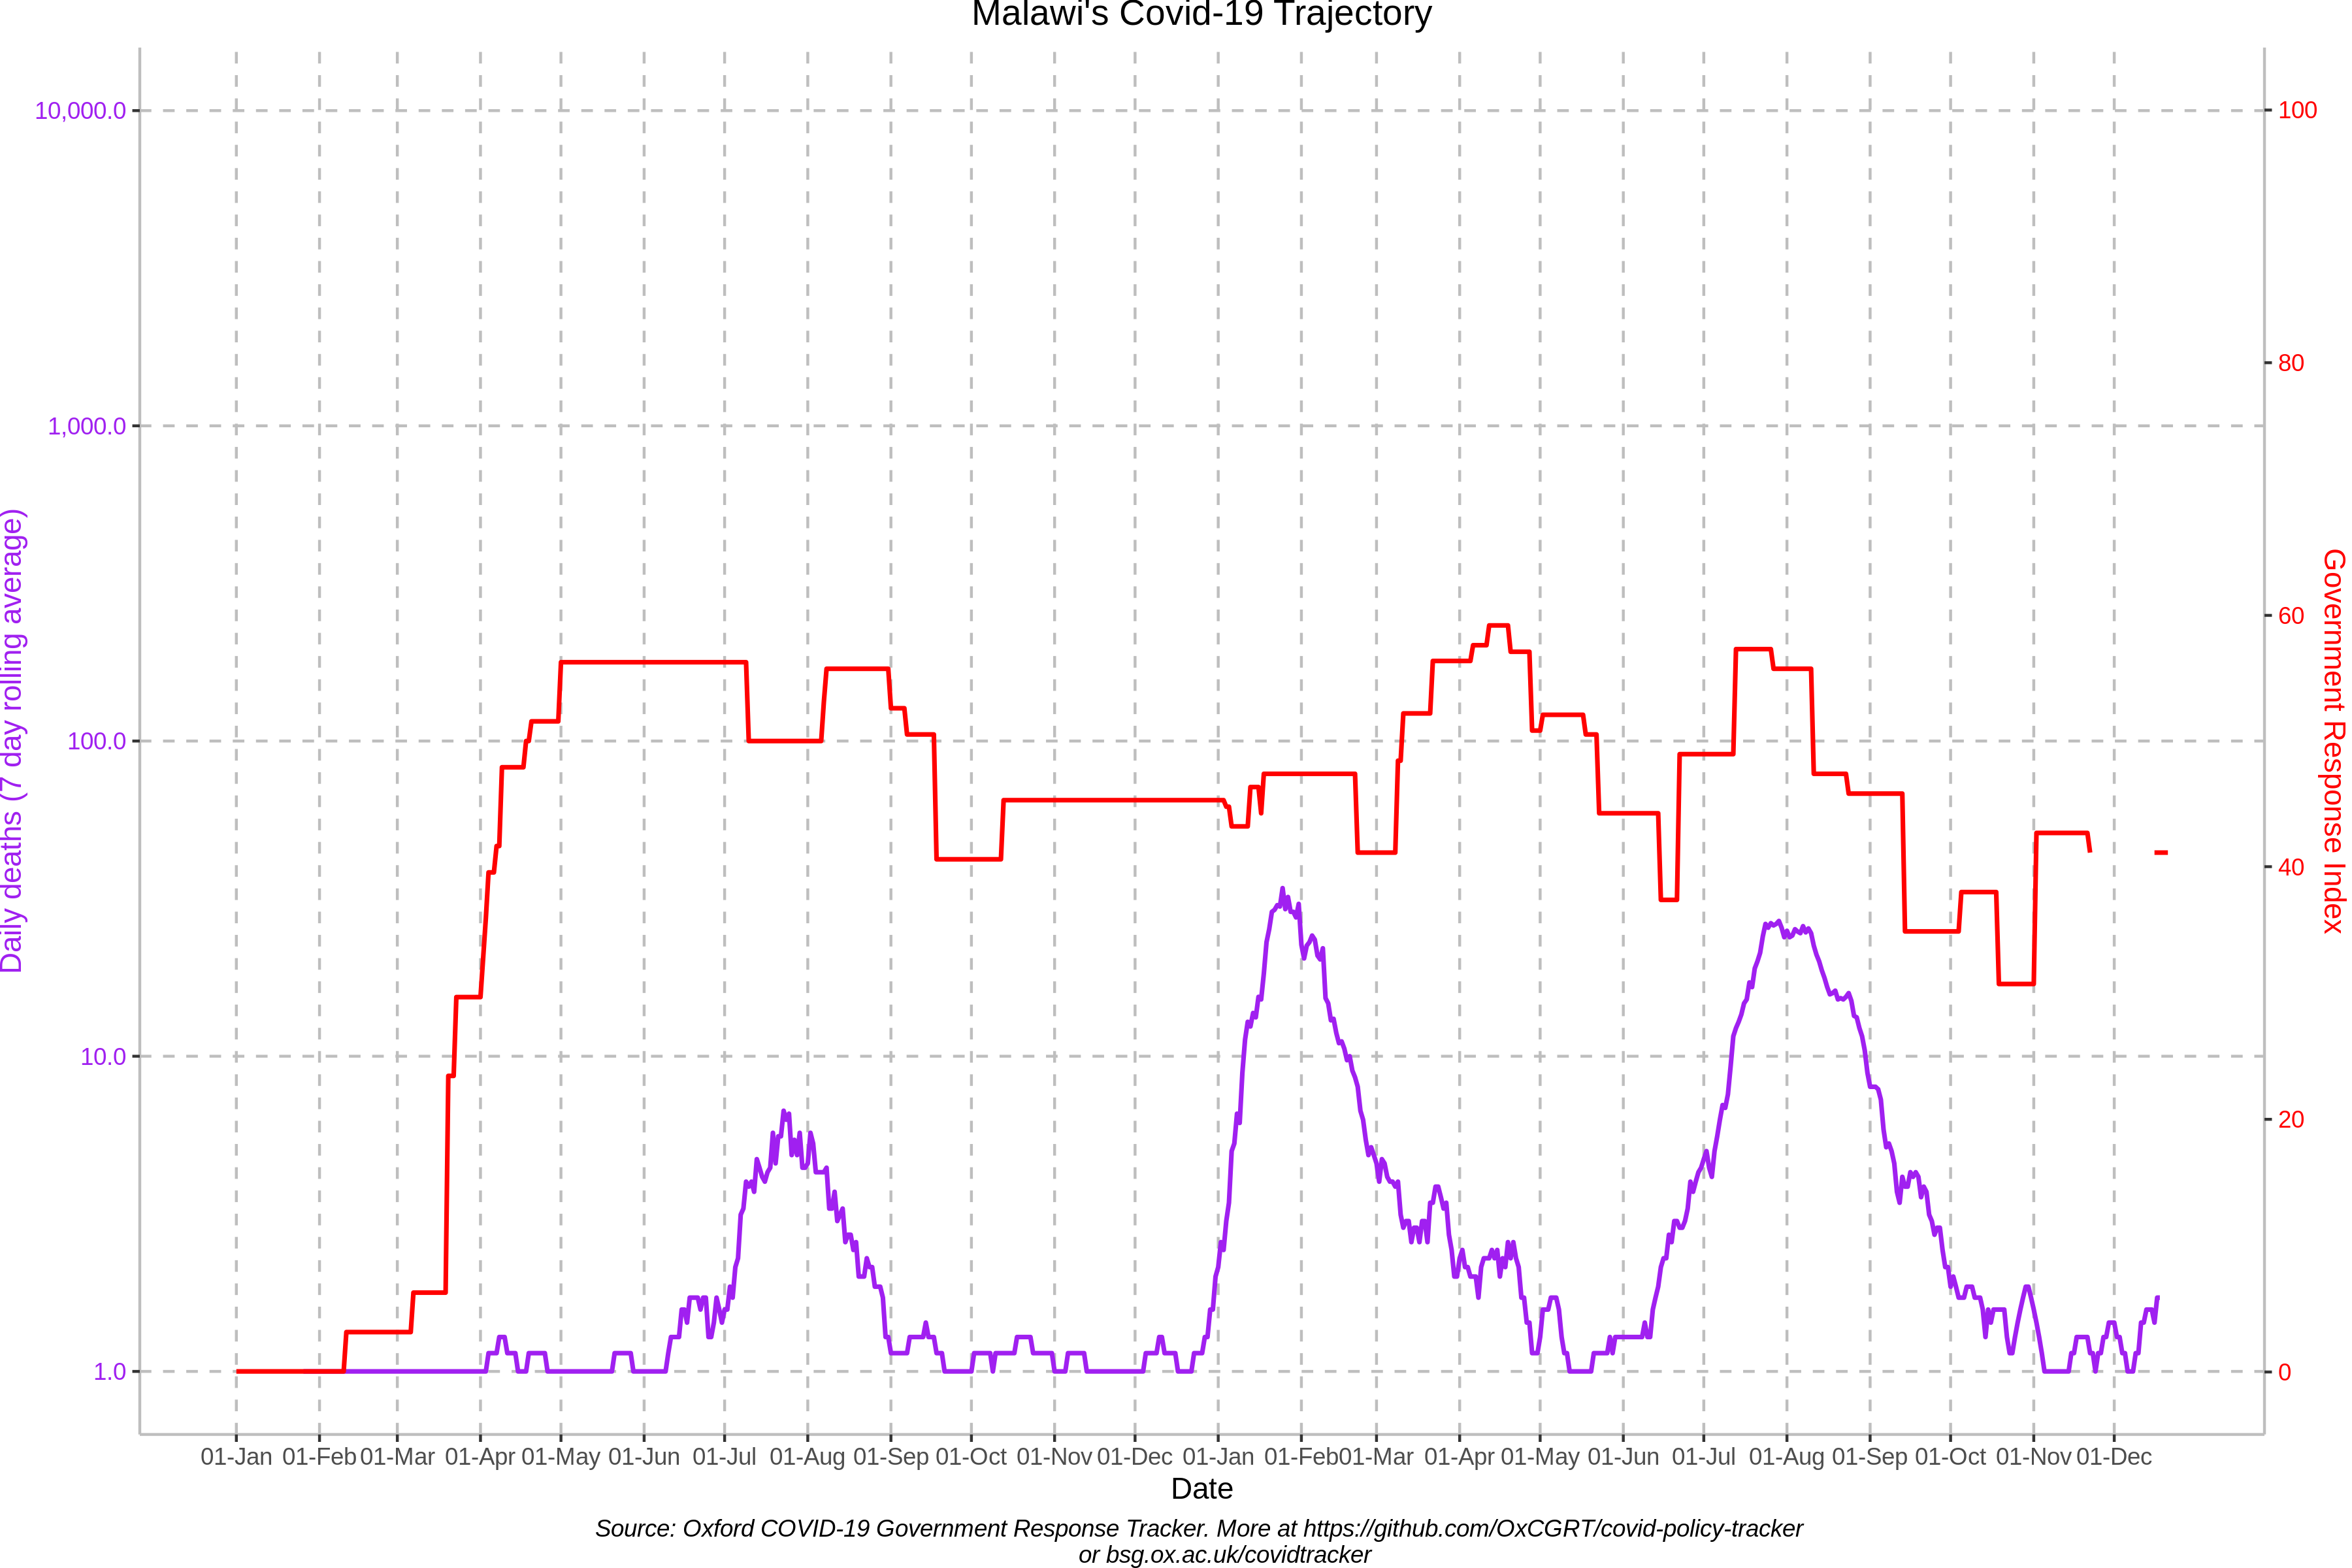 Malawi's Covid-19 Trajectory
10,000.0
1,000.0
100.0
10.0
1.0
Daily deaths (7 day rolling average)
100
80
60
40
20
0
Government Response Index
01-Jan 01-Feb 01-Mar 01-Apr 01-May 01-Jun 01-Jul 01-Aug 01-Sep 01-Oct 01-Nov 01-Dec 01-Jan 01-Feb 01-Mar 01-Apr 01-May 01-Jun 01-Jul 01-Aug 01-Sep 01-Oct 01-Nov 01-Dec
Date
Source: Oxford COVID-19 Government Response Tracker. More at https://github.com/OxCGRT/covid-policy-tracker
or bsg.ox.ac.uk/covidtracker